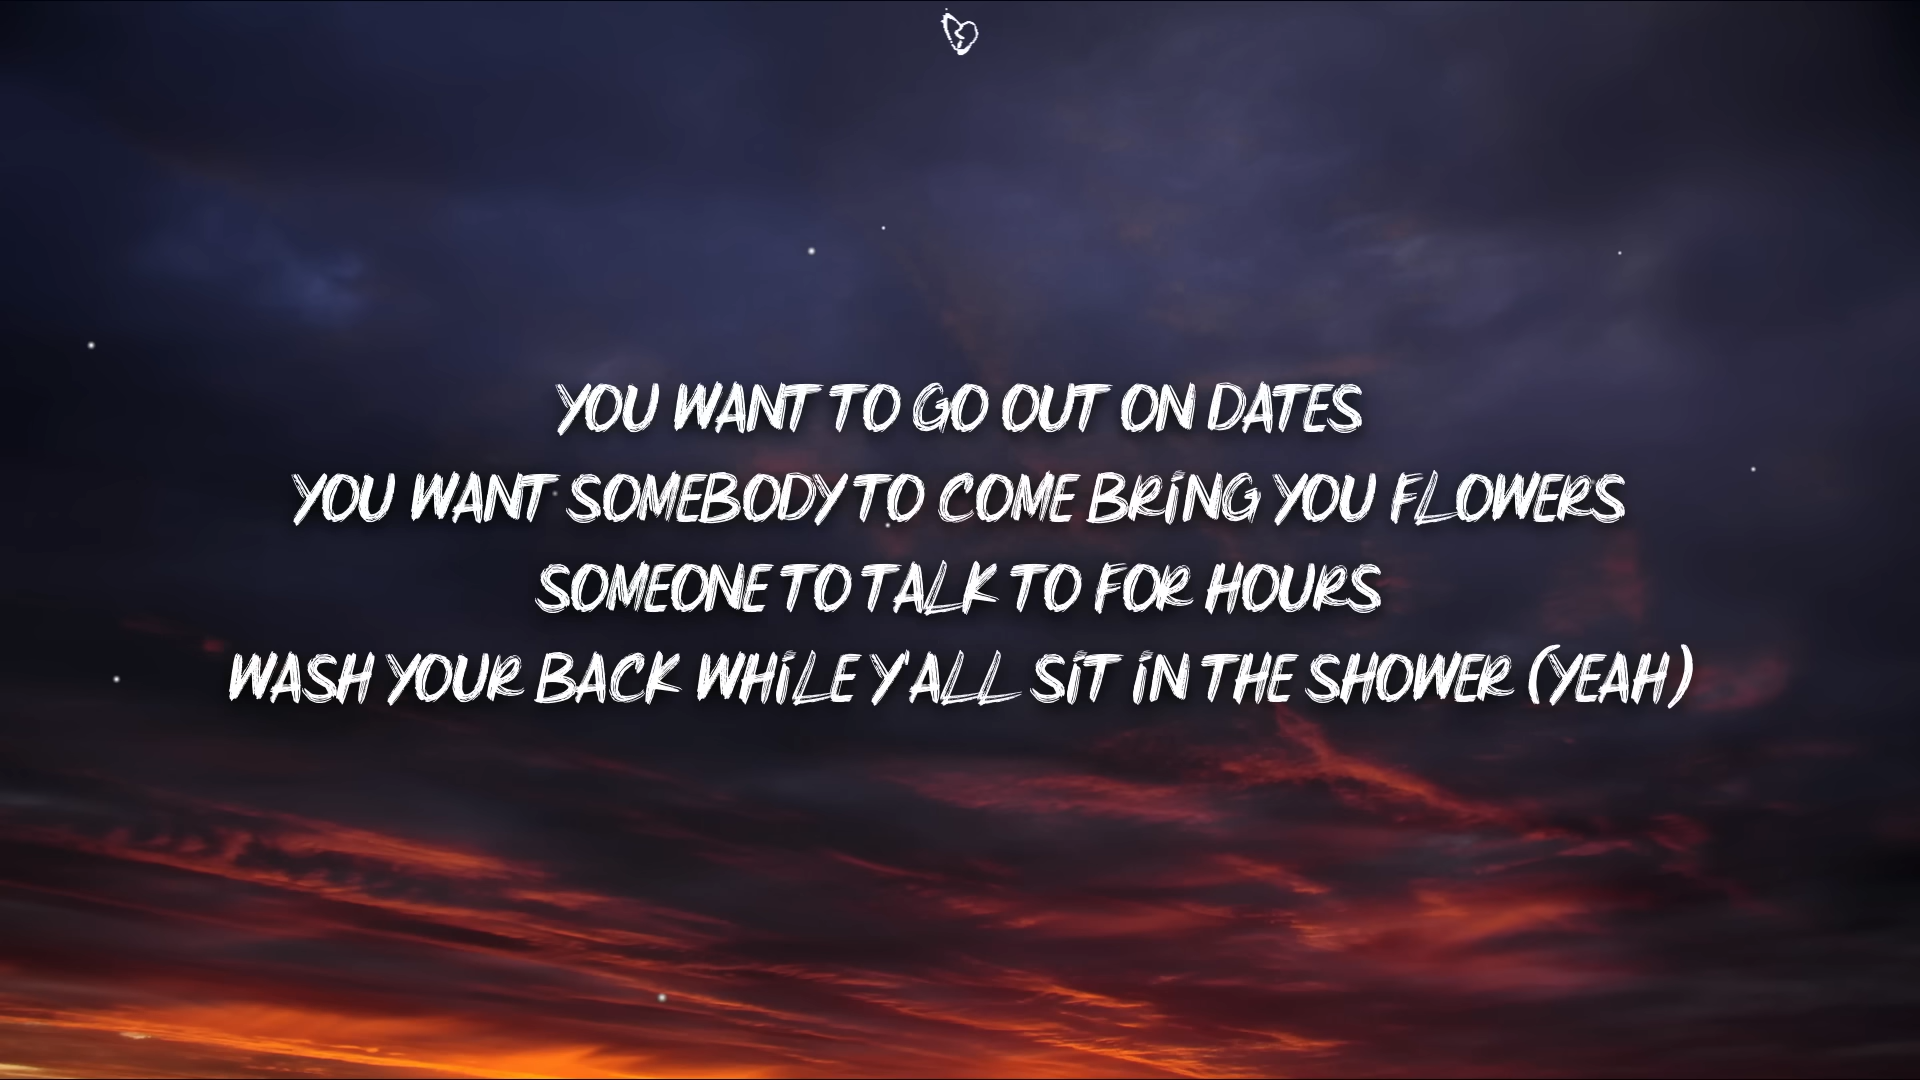 YOU WANT TO GO OUT ON DATES
YOU WANT SOMEBODY TO COME BRING YOU FLOWERS
SOMEONE TO TALK TO FOR HOURS
WASH YOUR BACK WHILE Y'ALL SIT IN THE SHOWER (YEAH)